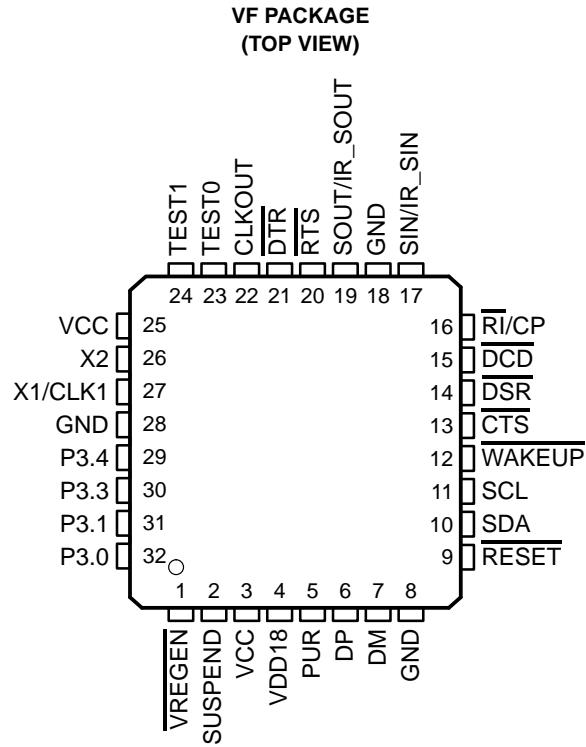 VF PACKAGE
(TOP VIEW)
TEST1
TEST0
CLKOUT
DTR
RTS
SOUT/IR_SOUT
GND
SIN/IR_SIN
24 23 22 21 20 19 18 17
VCC 25
X2 26
X1/CLK1 27
GND 28
P3.4 29
P3.3 30
P3.1 31
P3.0 32
16 RI/CP
15 DCD
14 DSR
13 CTS
12 WAKEUP
11 SCL
10 SDA
9 RESET
1 2 3 4 5 6 7 8
VREGEN
SUSPEND
VCC
VDD18
PUR
DP
DM
GND